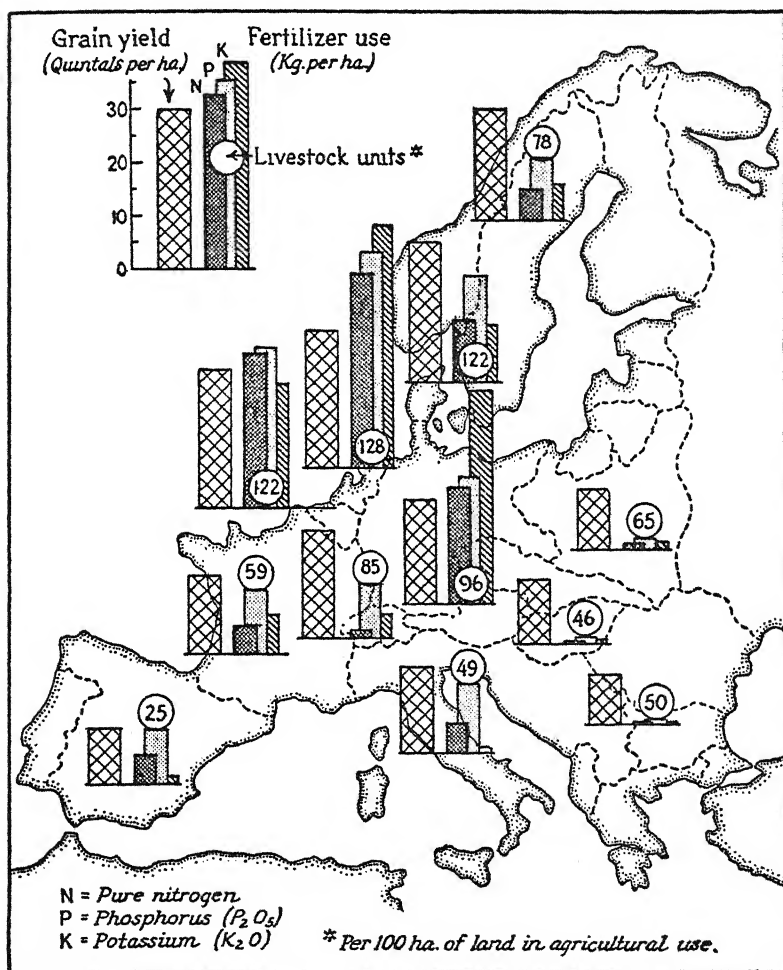 Grain yield
(Quintals per ha.)
Fertilizer use
(Kg. per ha.)
K
P
N
30
20
10
0
Livestock units*
78
122
128
122
65
59
85
96
46
49
50
25
N = Pure nitrogen
P = Phosphorus (P₂O₅)
K = Potassium (K₂O)
* Per 100 ha. of land in agricultural use.